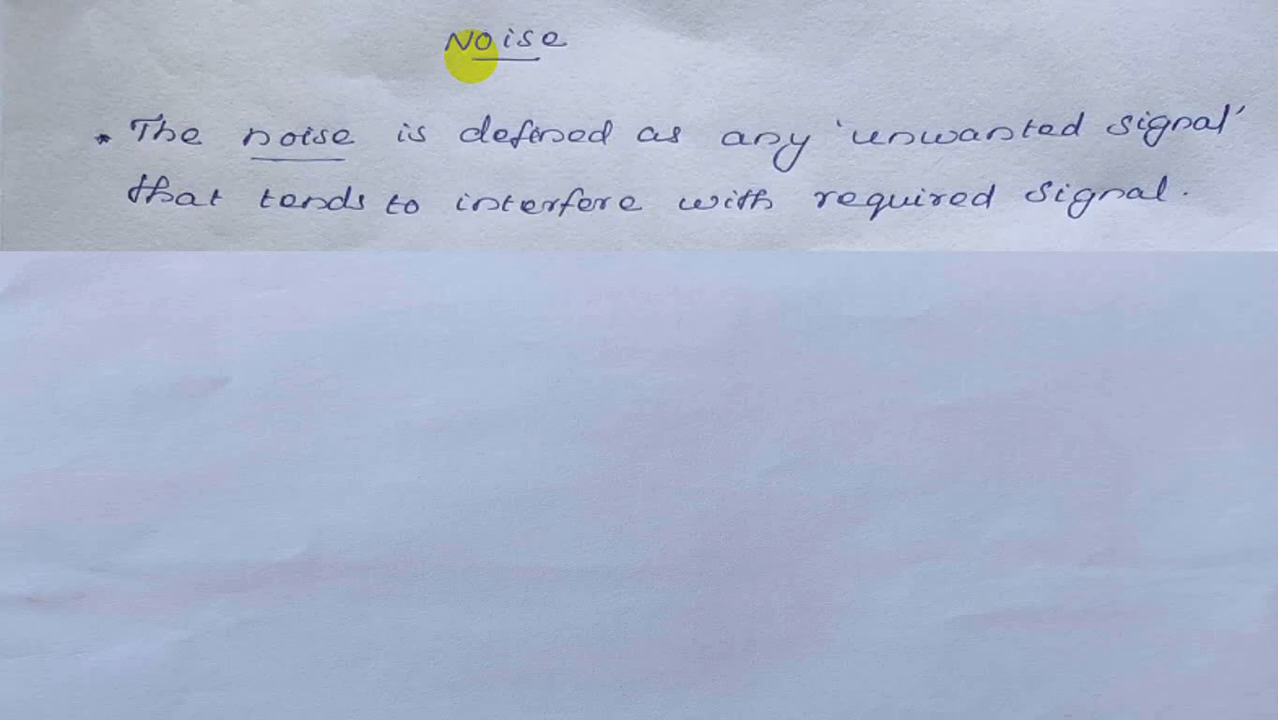 Noise
* The noise is defined as any 'unwanted signal'
that tends to interfere with required signal.